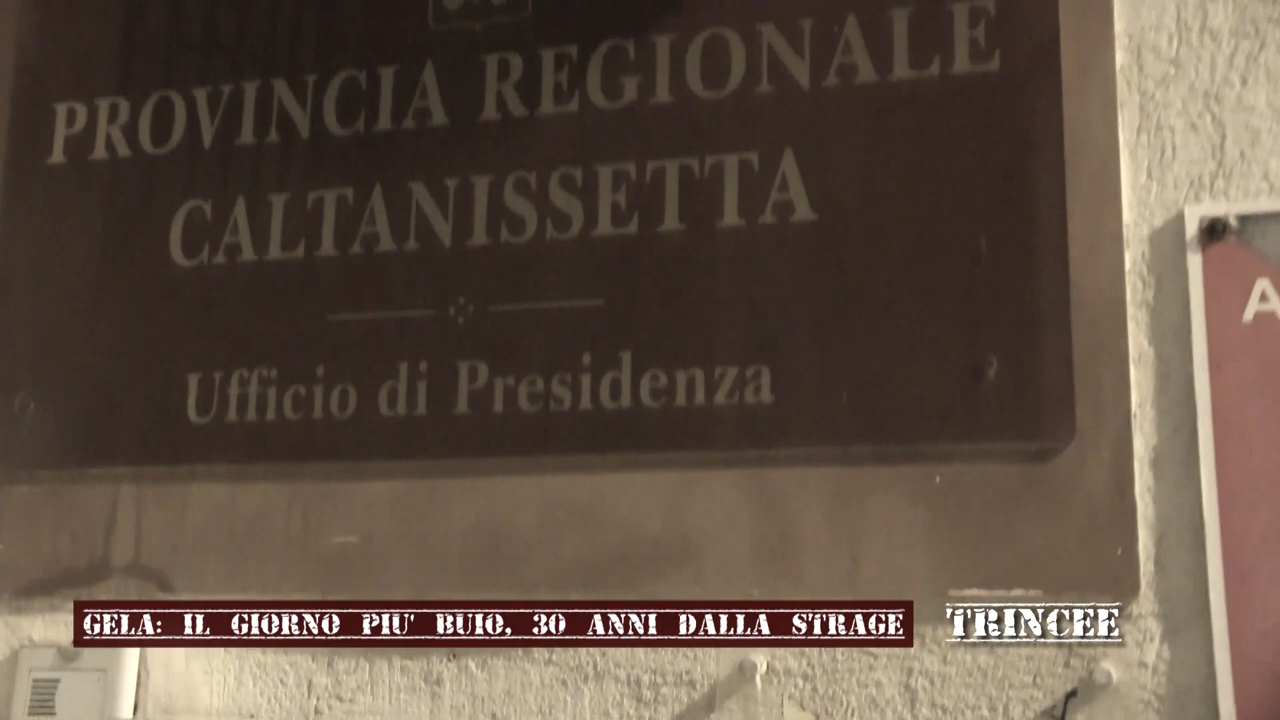 PROVINCIA REGIONALE
CALTANISSETTA
Ufficio di Presidenza
A
GELA: IL GIORNO PIU' BUIO, 30 ANNI DALLA STRAGE
TRINCEE